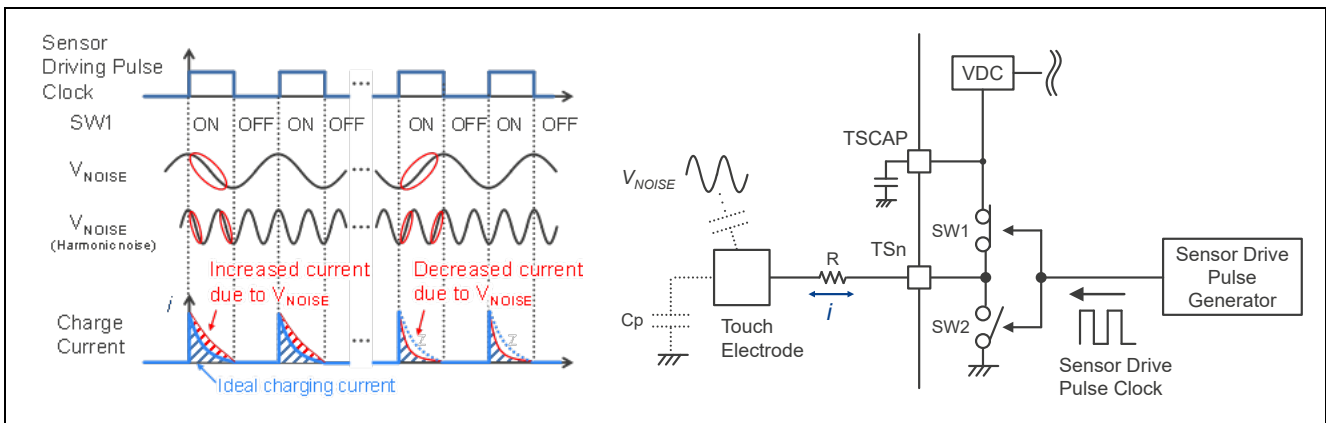 Sensor
Driving Pulse
Clock
...
SW1 ON OFF ON OFF ON OFF ON OFF
VNOISE
...
VNOISE
(Harmonic noise)
...
Increased current
due to VNOISE
Decreased current
due to VNOISE
i
Charge
Current
...
Ideal charging current
VDC
TSCAP
VNOISE
SW1
TSn
R
i
Cp
Touch
Electrode
SW2
Sensor Drive
Pulse
Generator
Sensor Drive
Pulse Clock